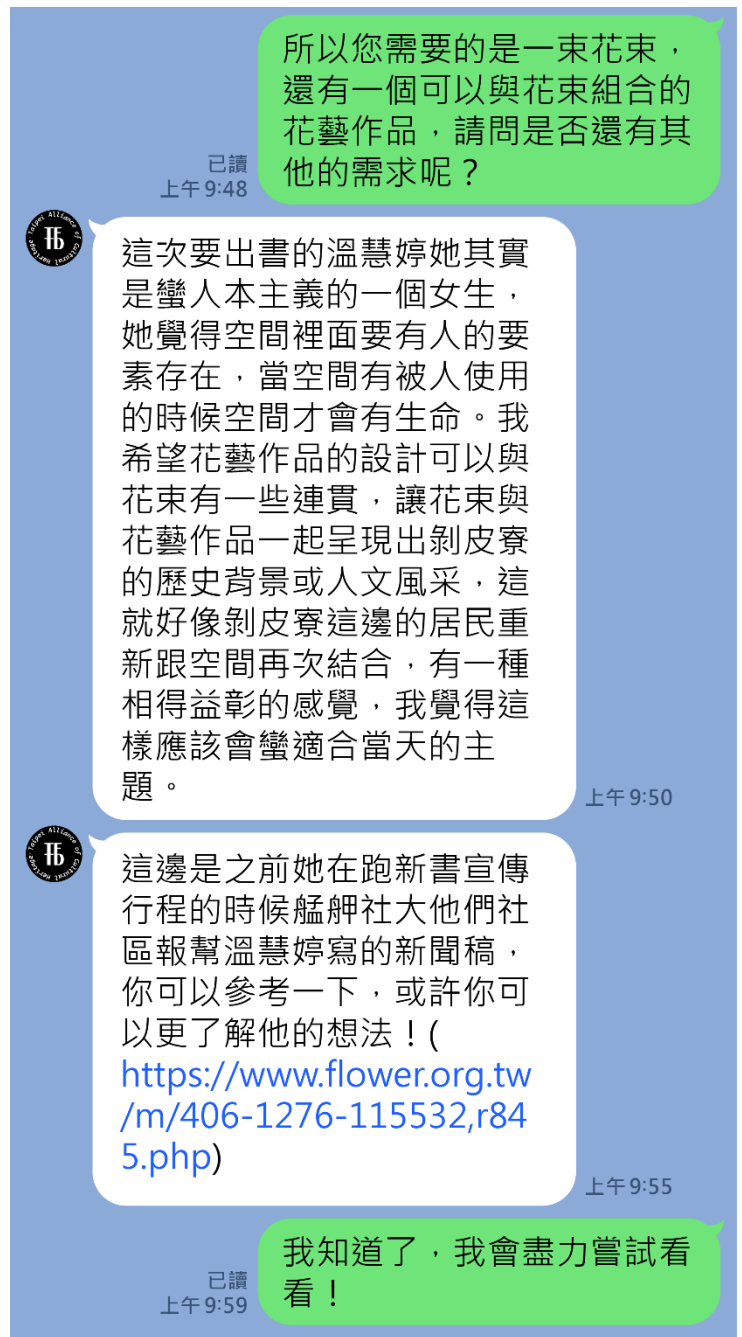 所以您需要的是一束花束，
還有一個可以與花束組合的
花藝作品，請問是否還有其
他的需求呢？
已讀
上午9:48
Taipei Alliance of Cultural Heritage
這次要出書的溫慧婷她其實
是蠻人本主義的一個女生，
她覺得空間裡面要有人的要
素存在，當空間有被人使用
的時候空間才會有生命。我
希望花藝作品的設計可以與
花束有一些連貫，讓花束與
花藝作品一起呈現出剝皮寮
的歷史背景或人文風采，這
就好像剝皮寮這邊的居民重
新跟空間再次結合，有一種
相得益彰的感覺，我覺得這
樣應該會蠻適合當天的主
題。
上午9:50
Taipei Alliance of Cultural Heritage
這邊是之前她在跑新書宣傳
行程的時候艋舺社大他們社
區報幫溫慧婷寫的新聞稿，
你可以參考一下，或許你可
以更了解他的想法！(
https://www.flower.org.tw
/m/406-1276-115532,r84
5.php)
上午9:55
我知道了，我會盡力嘗試看
看！
已讀
上午9:59